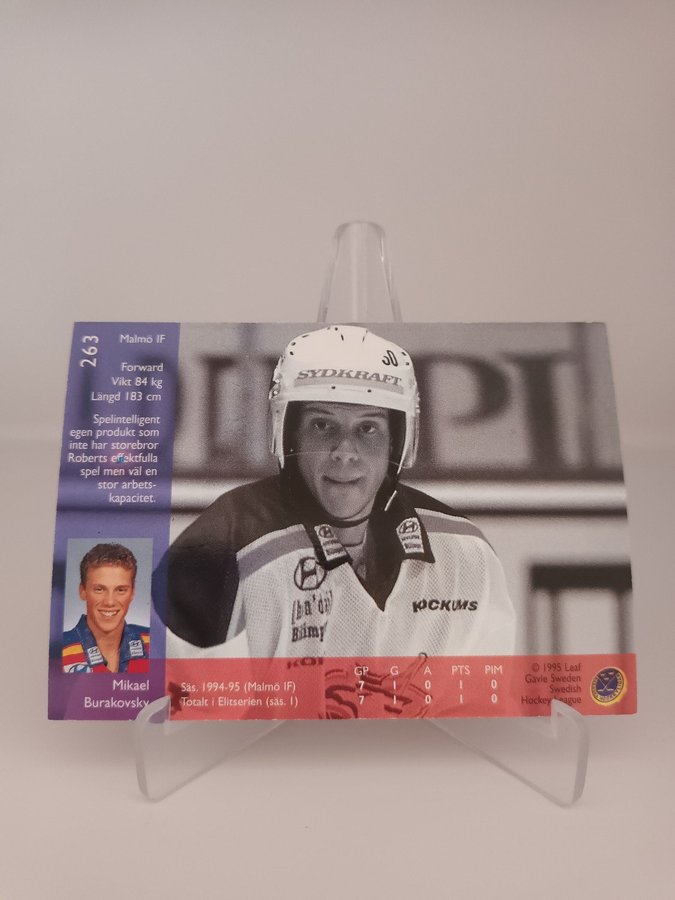 263
Malmö IF
Forward
Vikt 84 kg
Längd 183 cm
Spelintelligent
egen produkt som
inte har storebror
Roberts effektfulla
spel men väl en
stor arbets-
kapacitet.
Mikael
Burakovsky
SYDKRAFT
HYUNDAI
KOCKUMS
GP G A PTS PIM
Säs. 1994-95 (Malmö IF) 7 1 0 1 0
Totalt i Elitserien (säs. 1) 7 1 0 1 0
© 1995 Leaf
Gävle Sweden
Swedish
Hockey League